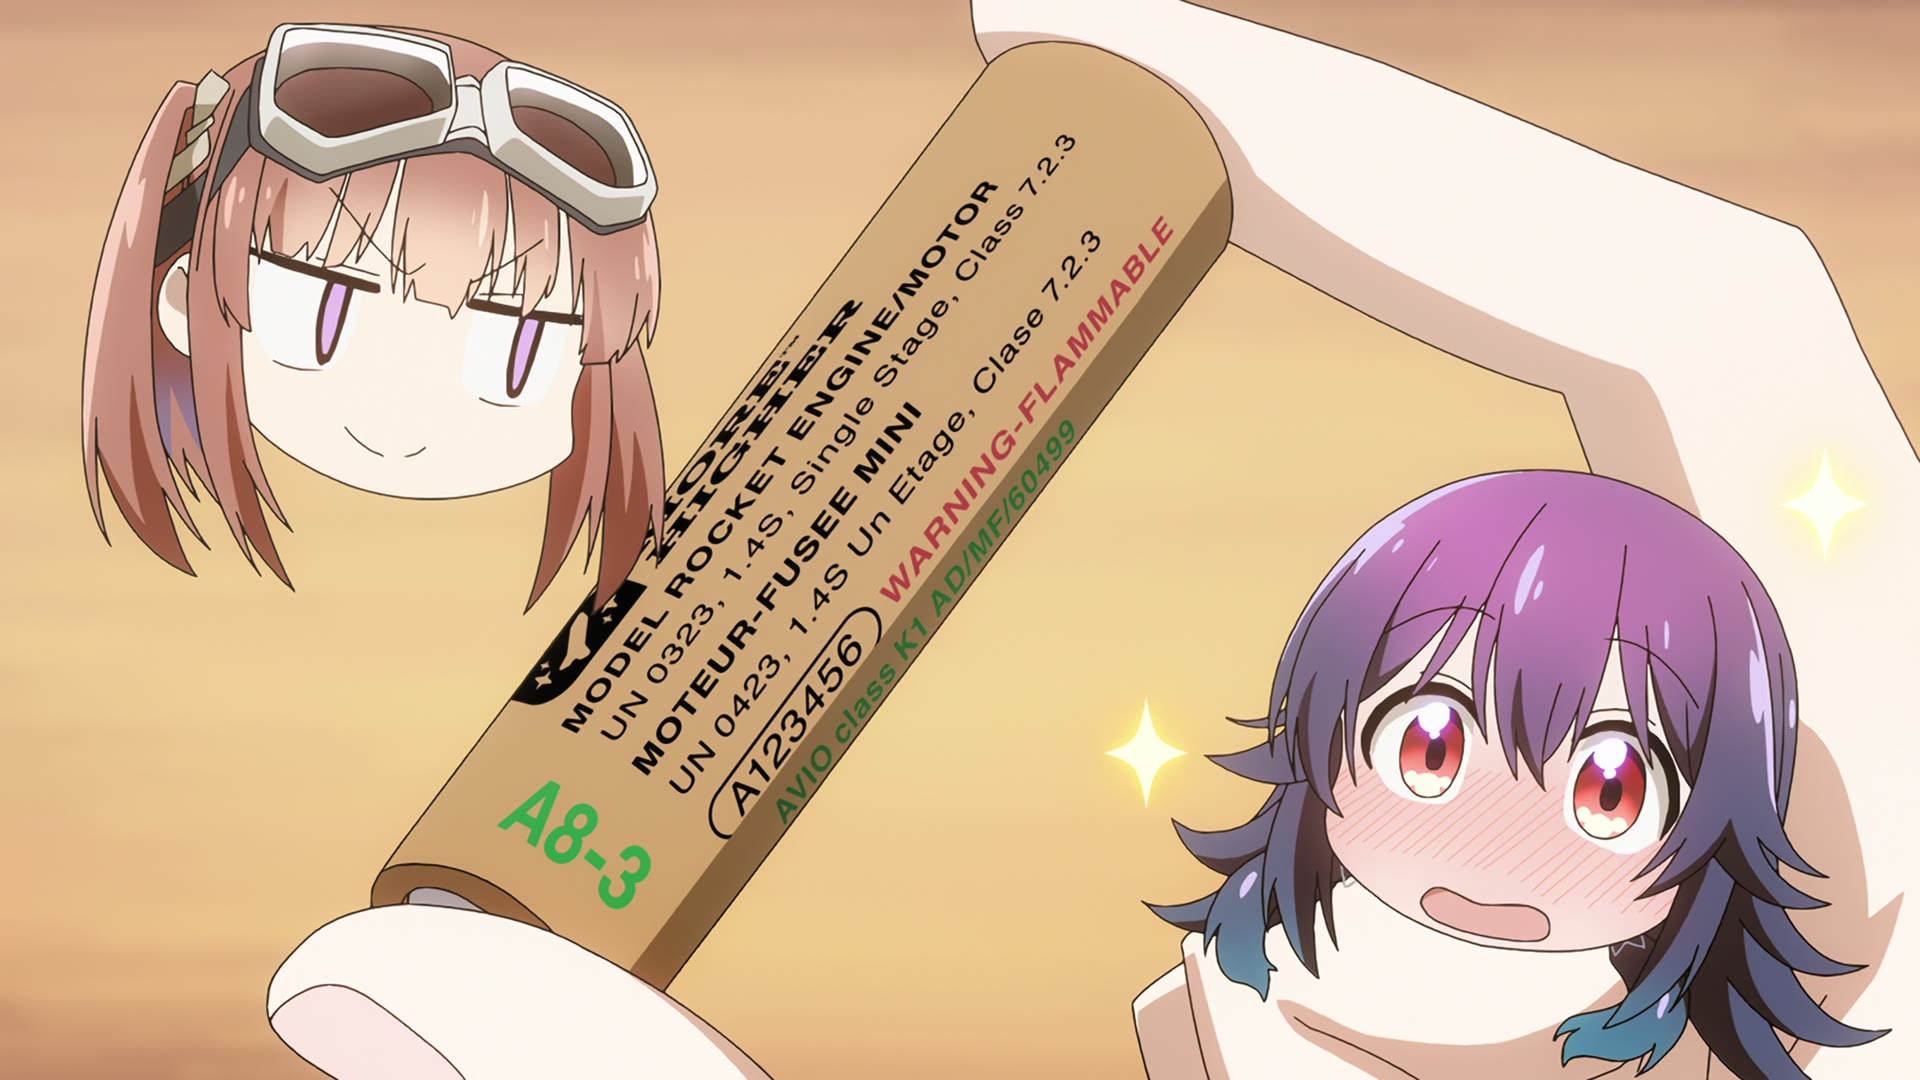 HIGHER
MODEL ROCKET ENGINE/MOTOR
UN 0323, 1.4S, Single Stage, Class 7.2.3
MOTEUR-FUSEE MINI
UN 0423, 1.4S Un Etage, Clase 7.2.3
A123456 WARNING-FLAMMABLE
AVIO class K1 AD/MF/60499
A8-3